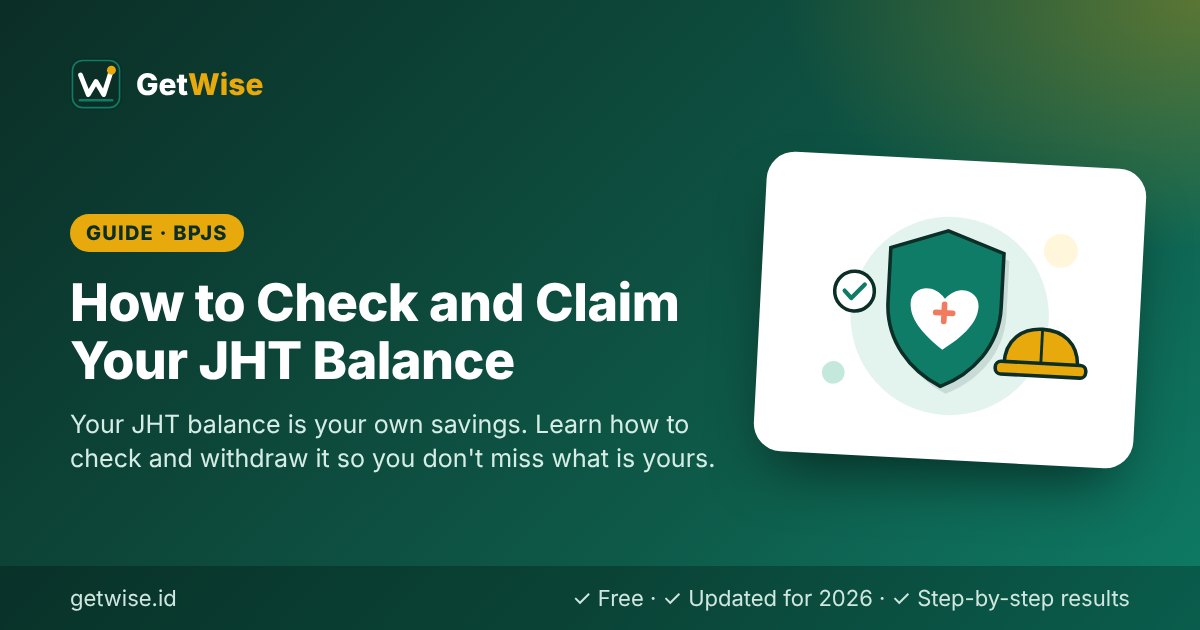 GetWise
GUIDE · BPJS
How to Check and Claim
Your JHT Balance
Your JHT balance is your own savings. Learn how to
check and withdraw it so you don't miss what is yours.
getwise.id
✓ Free · ✓ Updated for 2026 · ✓ Step-by-step results